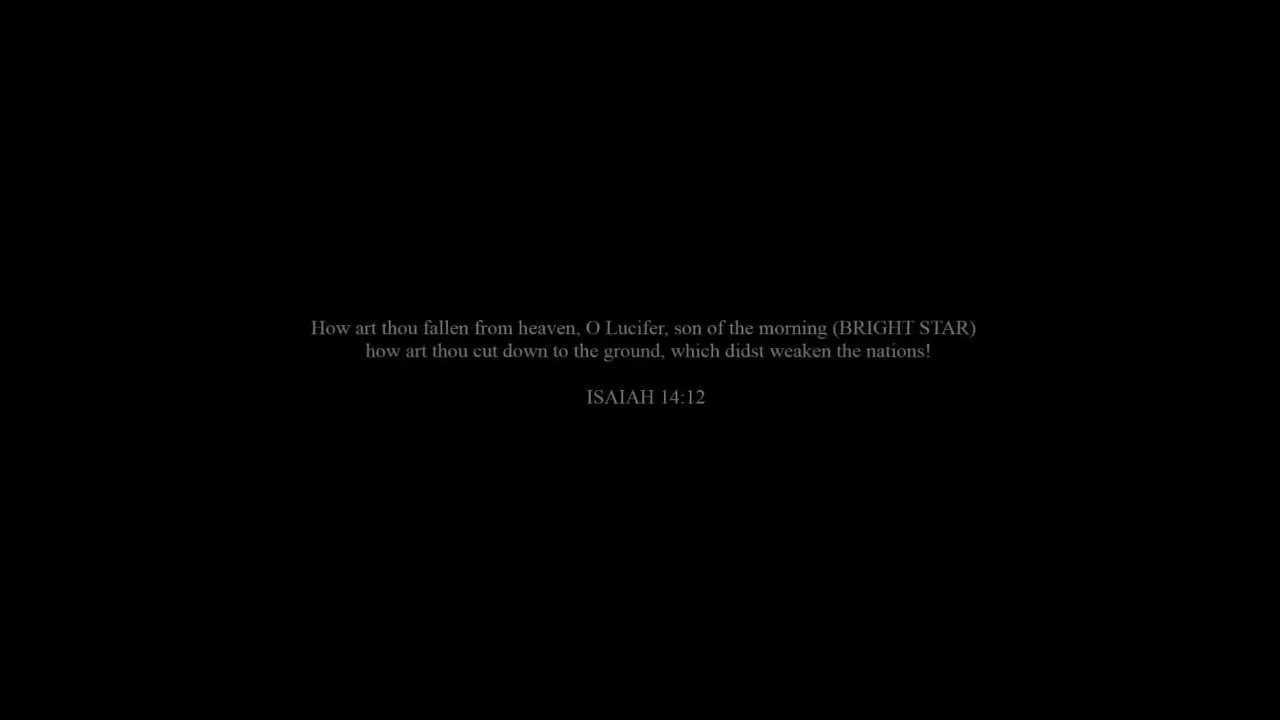 How art thou fallen from heaven, O Lucifer, son of the morning (BRIGHT STAR)
how art thou cut down to the ground, which didst weaken the nations!
ISAIAH 14:12